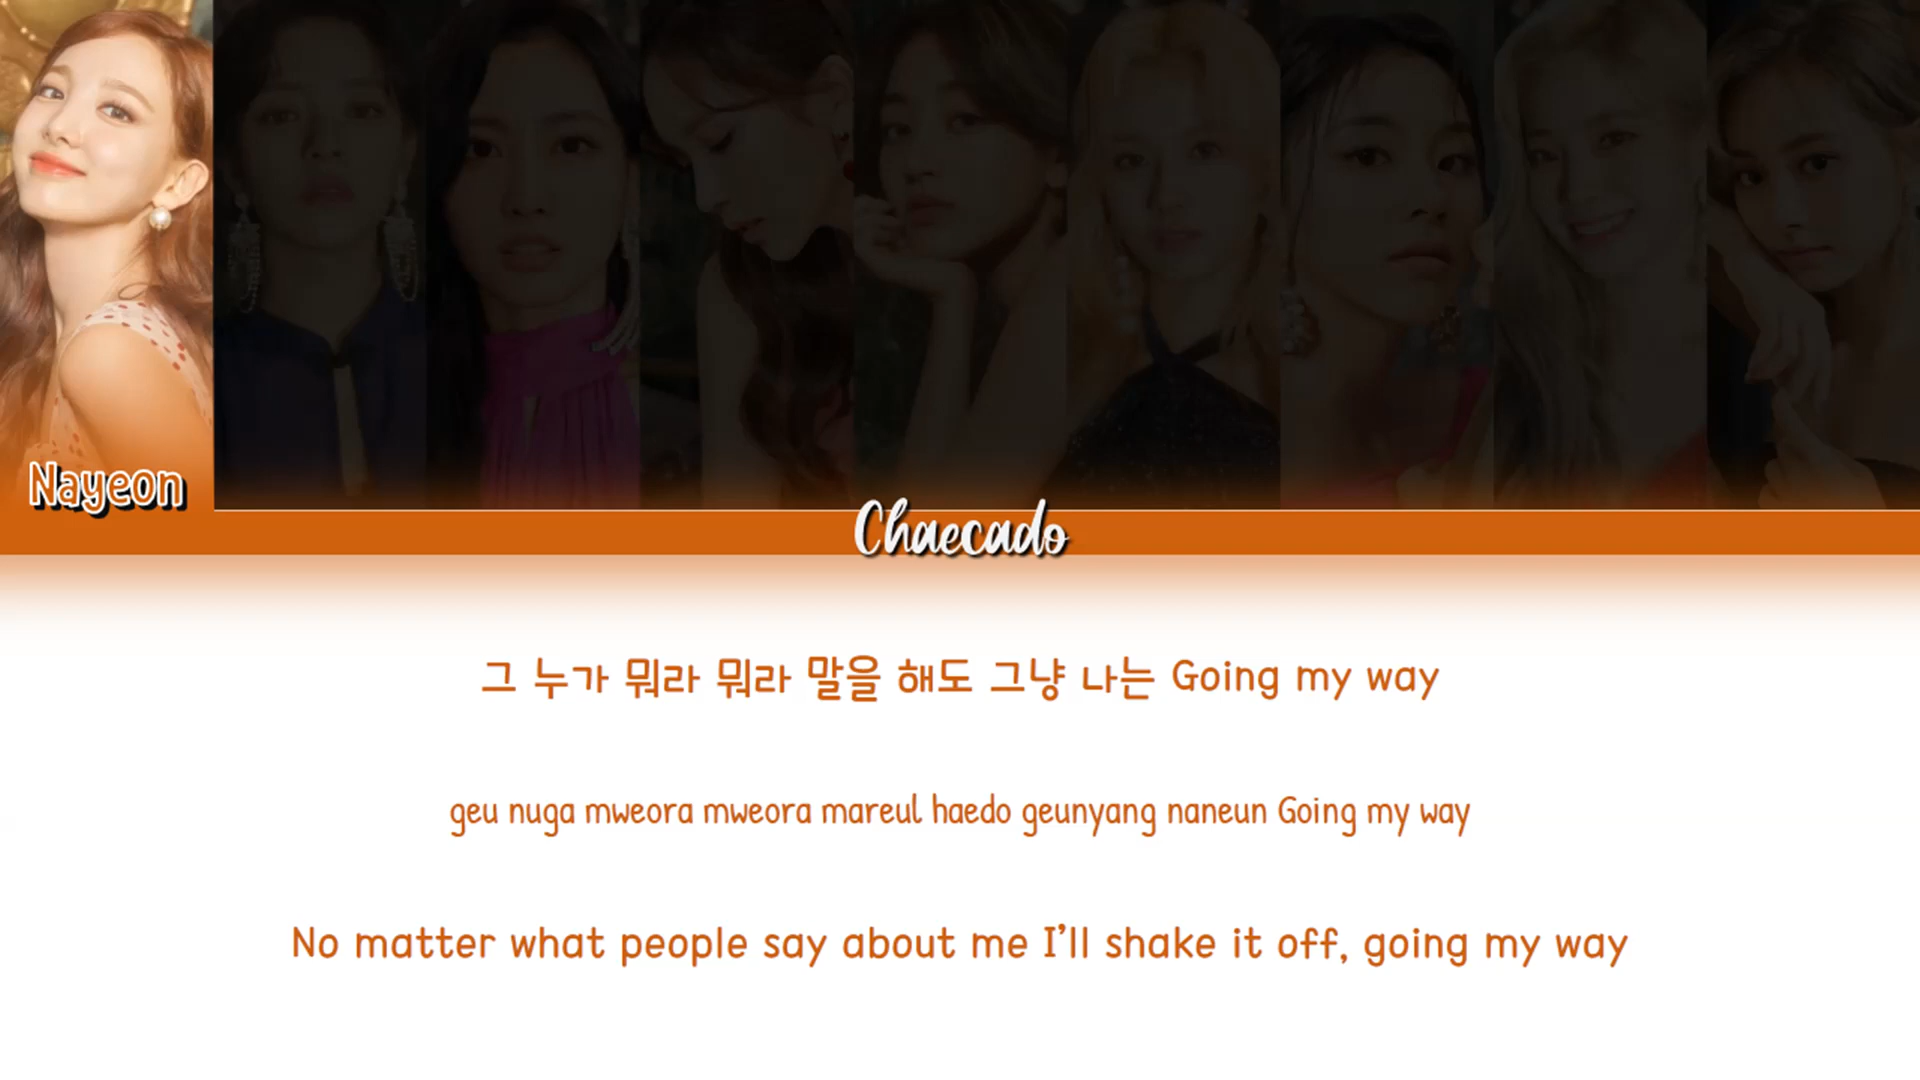 Nayeon
Chaecado
그 누가 뭐라 뭐라 말을 해도 그냥 나는 Going my way
geu nuga mweora mweora mareul haedo geunyang naneun Going my way
No matter what people say about me I'll shake it off, going my way